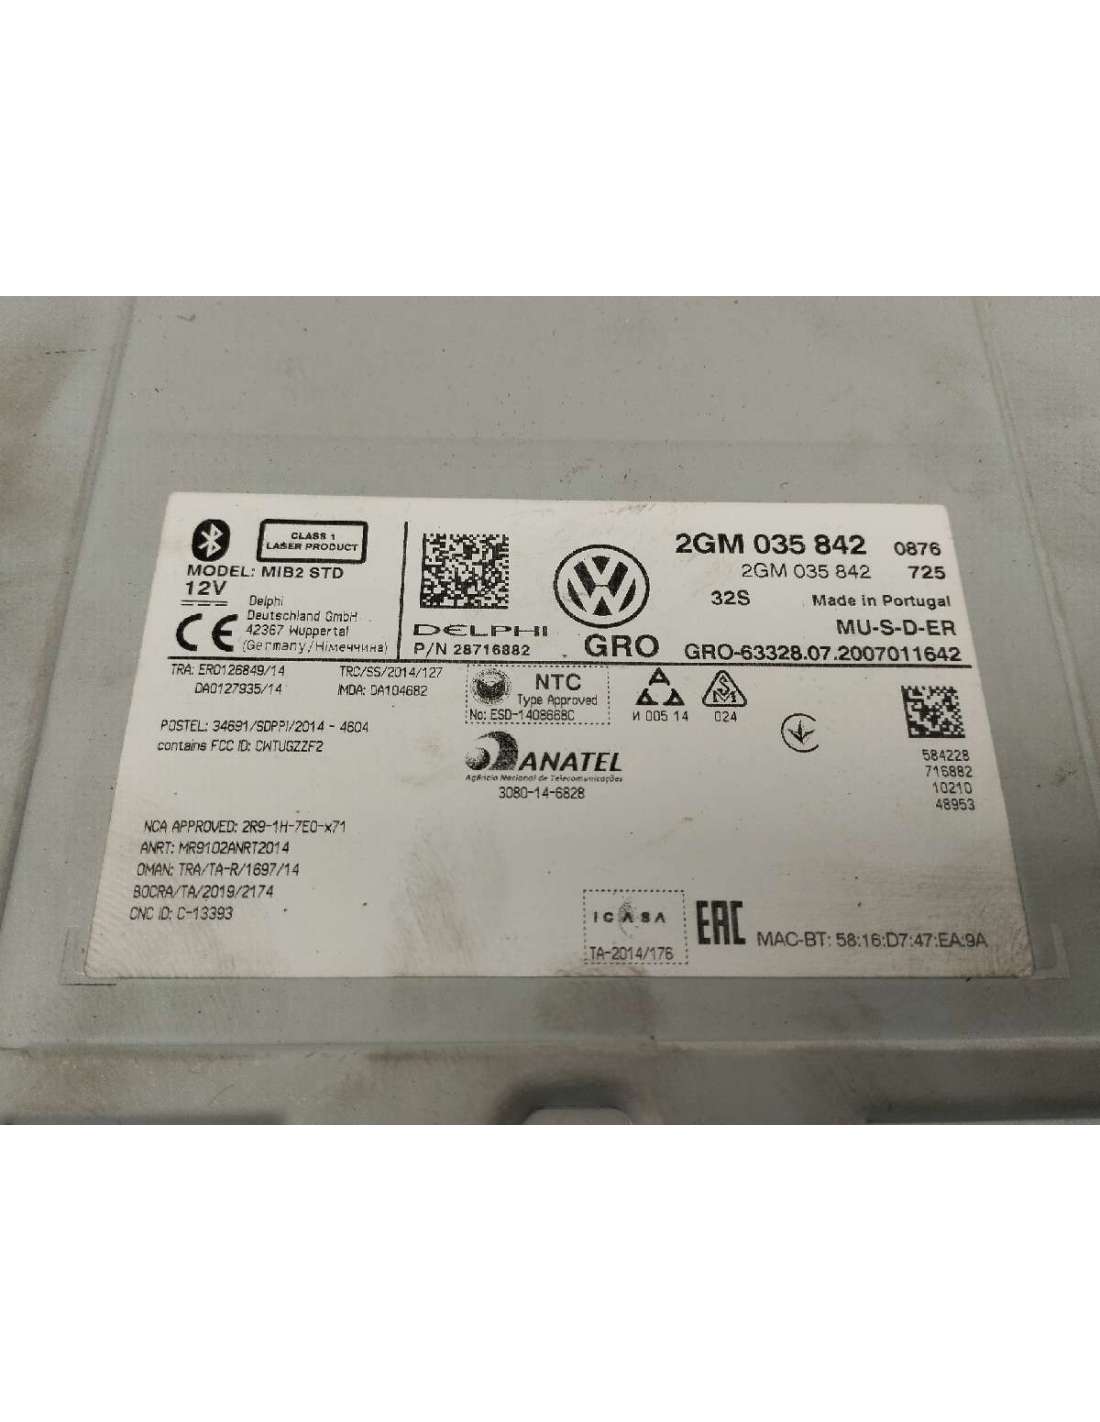 CLASS 1
LASER PRODUCT
MODEL: MIB2 STD
12V
Delphi
Deutschland GmbH
42367 Wuppertal
(Germany/Німеччина)
CE
DELPHI
P/N 28716882
VW
GRO
2GM 035 842 0876
2GM 035 842 725
32S Made in Portugal
MU-S-D-ER
GRO-63328.07.2007011642
TRA: ER0126849/14
DA0127935/14
TRC/SS/2014/127
IMDA: DA104682
POSTEL: 34691/SDPPI/2014 - 4604
contains FCC ID: CWTUGZZF2
NTC
Type Approved
No: ESD-1408668C
И 005 14
024
ANATEL
Agência Nacional de Telecomunicações
3080-14-6828
584228
716882
10210
48953
NCA APPROVED: 2R9-1H-7E0-x71
ANRT: MR9102ANRT2014
OMAN: TRA/TA-R/1697/14
BOCRA/TA/2019/2174
CNC ID: C-13393
ICASA
TA-2014/176
EAC
MAC-BT: 58:16:D7:47:EA:9A